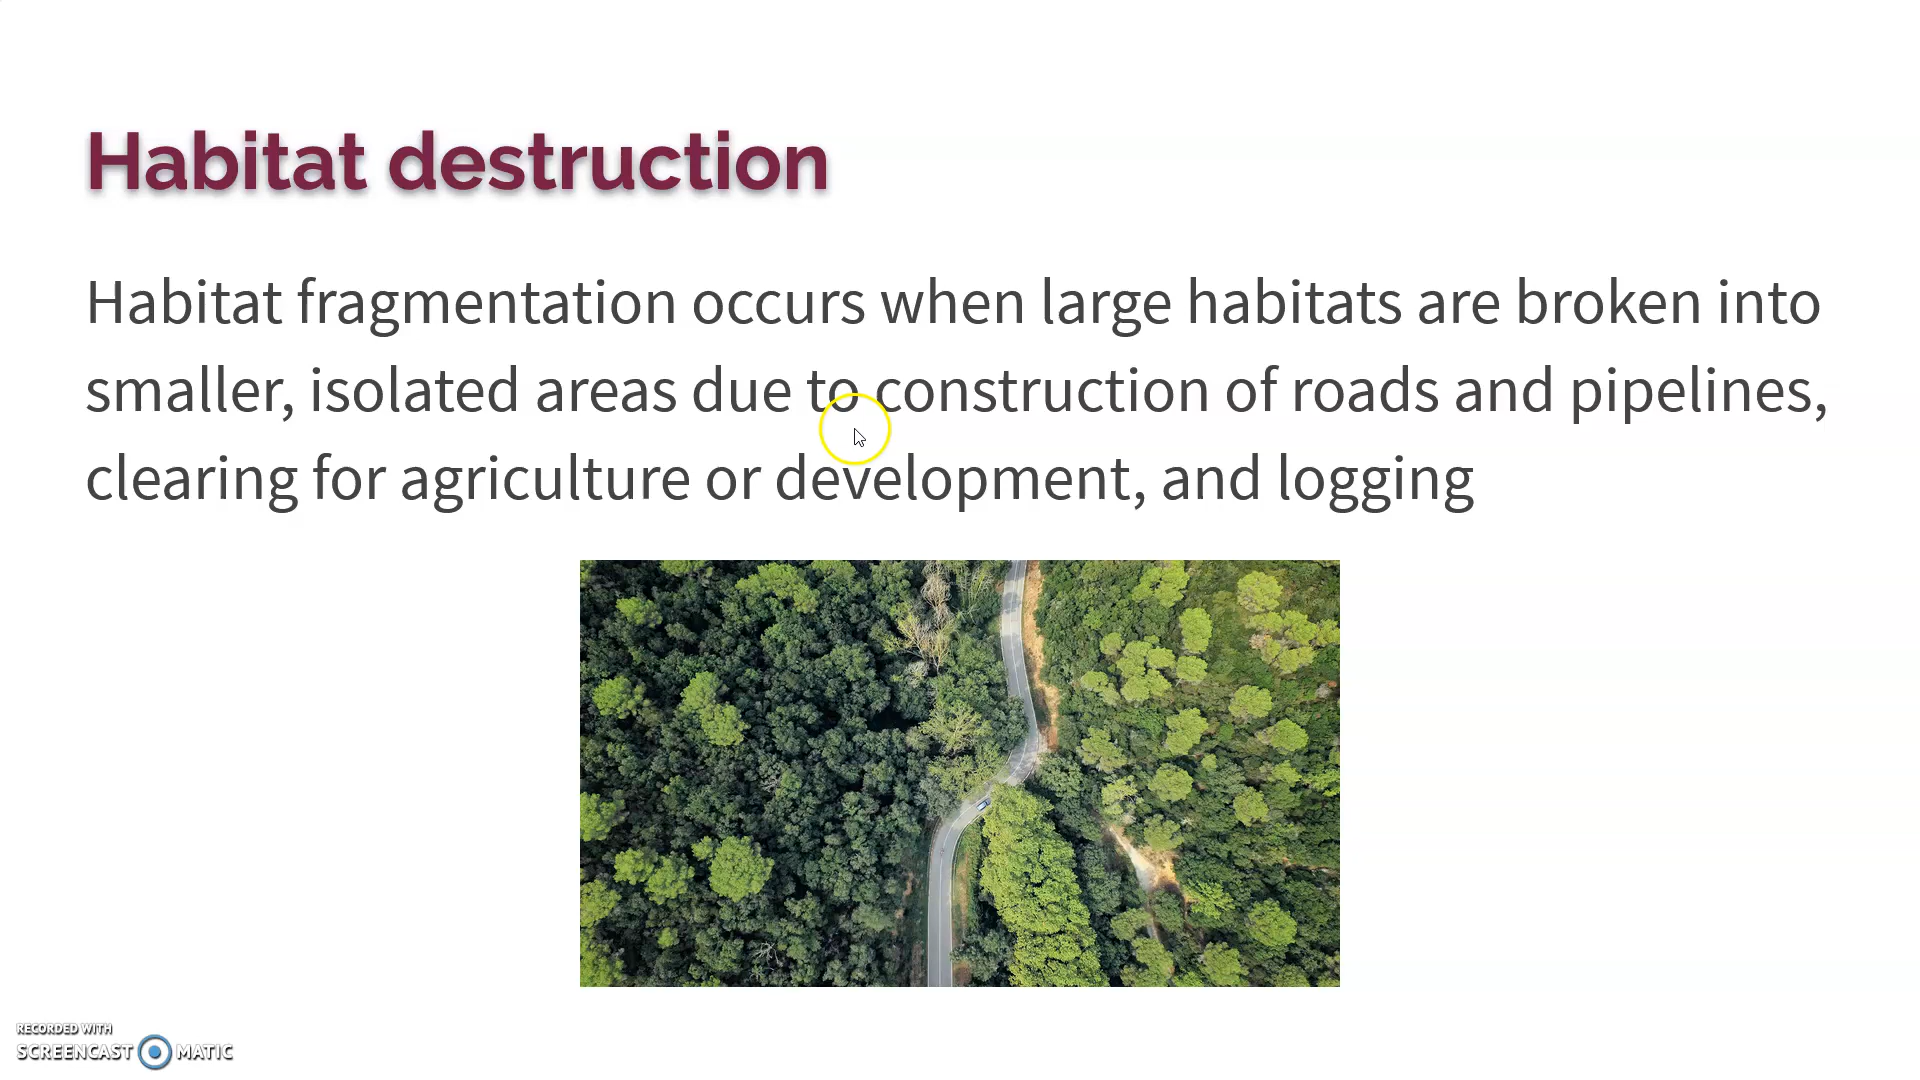 Habitat destruction
Habitat fragmentation occurs when large habitats are broken into
smaller, isolated areas due to construction of roads and pipelines,
clearing for agriculture or development, and logging
RECORDED WITH
SCREENCAST MATIC